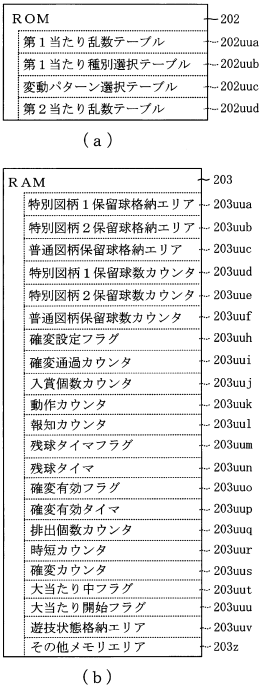 ROM 202
第1当たり乱数テーブル 202uua
第1当たり種別選択テーブル 202uub
変動パターン選択テーブル 202uuc
第2当たり乱数テーブル 202uud
(a)
RAM 203
特別図柄1保留球格納エリア 203uua
特別図柄2保留球格納エリア 203uub
普通図柄保留球格納エリア 203uuc
特別図柄1保留球数カウンタ 203uud
特別図柄2保留球数カウンタ 203uue
普通図柄保留球数カウンタ 203uuf
確変設定フラグ 203uuh
確変通過カウンタ 203uui
入賞個数カウンタ 203uuj
動作カウンタ 203uuk
報知カウンタ 203uul
残球タイマフラグ 203uum
残球タイマ 203uun
確変有効フラグ 203uuo
確変有効タイマ 203uup
排出個数カウンタ 203uuq
時短カウンタ 203uur
確変カウンタ 203uus
大当たり中フラグ 203uut
大当たり開始フラグ 203uuu
遊技状態格納エリア 203uuv
その他メモリエリア 203z
(b)